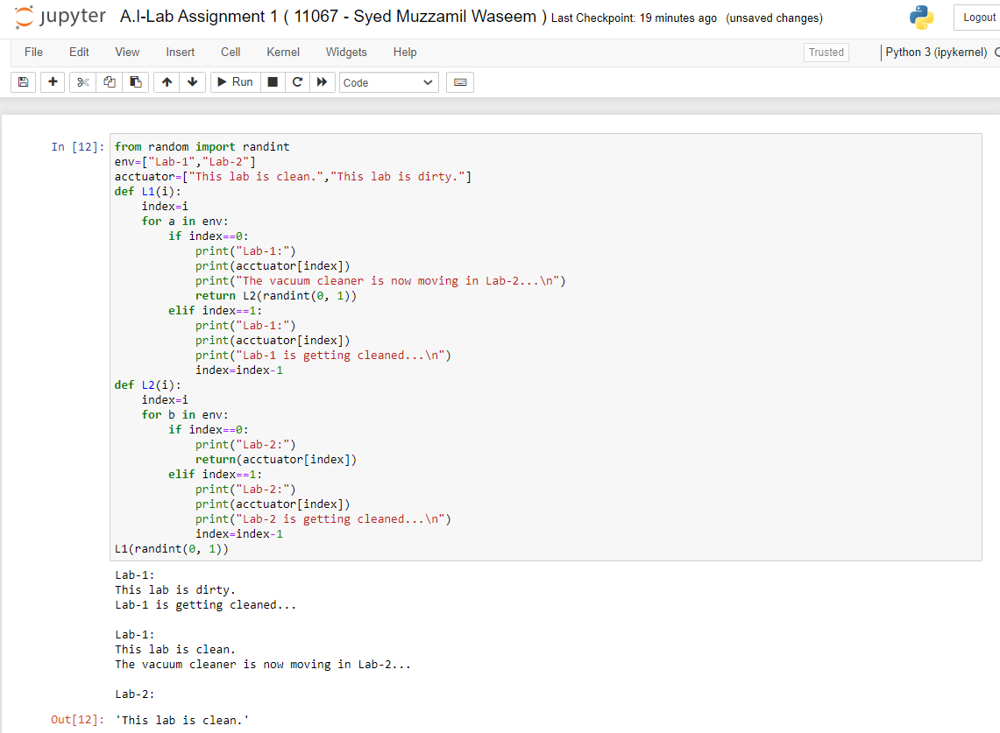 jupyter A.I-Lab Assignment 1 ( 11067 - Syed Muzzamil Waseem ) Last Checkpoint: 19 minutes ago (unsaved changes) Logout
File Edit View Insert Cell Kernel Widgets Help Trusted Python 3 (ipykernel)
Run Code
In [12]: from random import randint
env=["Lab-1","Lab-2"]
acctuator=["This lab is clean.","This lab is dirty."]
def L1(i):
    index=i
    for a in env:
        if index==0:
            print("Lab-1:")
            print(acctuator[index])
            print("The vacuum cleaner is now moving in Lab-2...\n")
            return L2(randint(0, 1))
        elif index==1:
            print("Lab-1:")
            print(acctuator[index])
            print("Lab-1 is getting cleaned...\n")
            index=index-1
def L2(i):
    index=i
    for b in env:
        if index==0:
            print("Lab-2:")
            return(acctuator[index])
        elif index==1:
            print("Lab-2:")
            print(acctuator[index])
            print("Lab-2 is getting cleaned...\n")
            index=index-1
L1(randint(0, 1))
Lab-1:
This lab is dirty.
Lab-1 is getting cleaned...
Lab-1:
This lab is clean.
The vacuum cleaner is now moving in Lab-2...
Lab-2:
Out[12]: 'This lab is clean.'